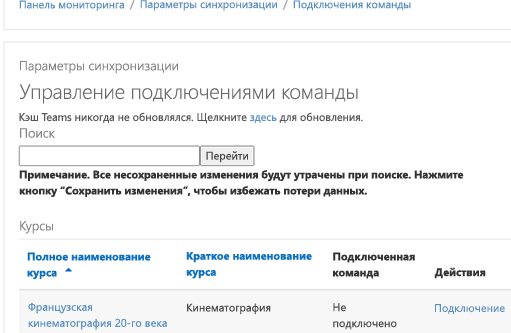 Панель мониторинга / Параметры синхронизации / Подключения команды
Параметры синхронизации
Управление подключениями команды
Кэш Teams никогда не обновлялся. Щелкните здесь для обновления.
Поиск
Перейти
Примечание. Все несохраненные изменения будут утрачены при поиске. Нажмите
кнопку “Сохранить изменения”, чтобы избежать потери данных.
Курсы
Полное наименование
курса
Краткое наименование
курса
Подключенная
команда
Действия
Французская
кинематография 20-го века
Кинематография
Не
подключено
Подключение